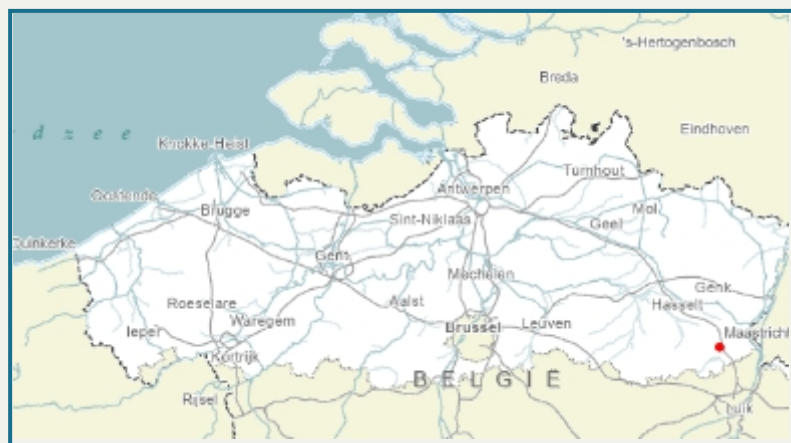 's-Hertogenbosch
Breda
Eindhoven
d z e e
Knokke-Heist
Turnhout
Oostende
Antwerpen
Mol
Brugge
Sint-Niklaas
Geel
Duinkerke
Gent
Mechelen
Genk
Roeselare
Aalst
Hasselt
Ieper
Waregem
Brussel
Leuven
Maastricht
Kortrijk
BELGIË
Rijsel
Luik